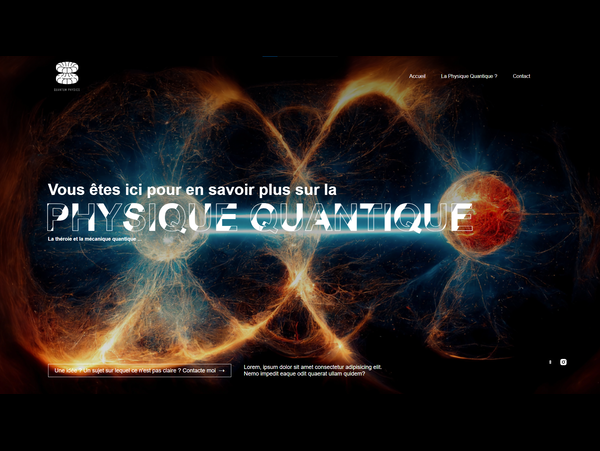 QUANTUM PHYSICS
Accueil
La Physique Quantique ?
Contact
Vous êtes ici pour en savoir plus sur la
PHYSIQUE QUANTIQUE
La théroie et la mécanique quantique ...
Une idée ? Un sujet sur lequel ce n'est pas claire ? Contacte moi →
Lorem, ipsum dolor sit amet consectetur adipisicing elit.
Nemo impedit eaque odit quaerat ullam quidem?